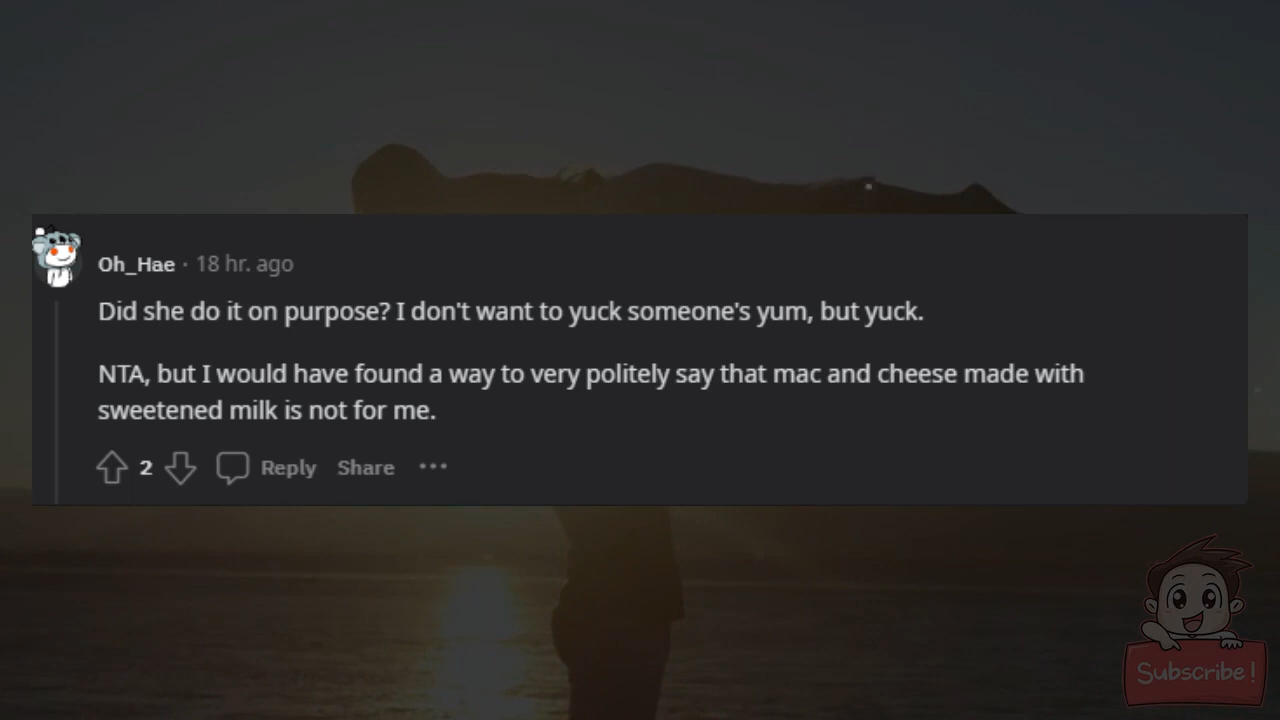 Oh_Hae · 18 hr. ago
Did she do it on purpose? I don't want to yuck someone's yum, but yuck.
NTA, but I would have found a way to very politely say that mac and cheese made with
sweetened milk is not for me.
2 Reply Share ···
Subscribe!